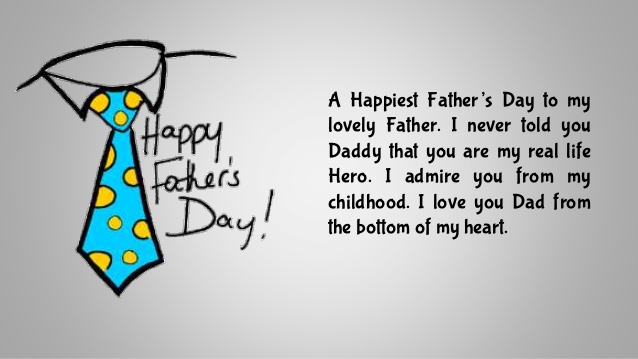 Happy
Father's
Day!
A Happiest Father's Day to my
lovely Father. I never told you
Daddy that you are my real life
Hero. I admire you from my
childhood. I love you Dad from
the bottom of my heart.